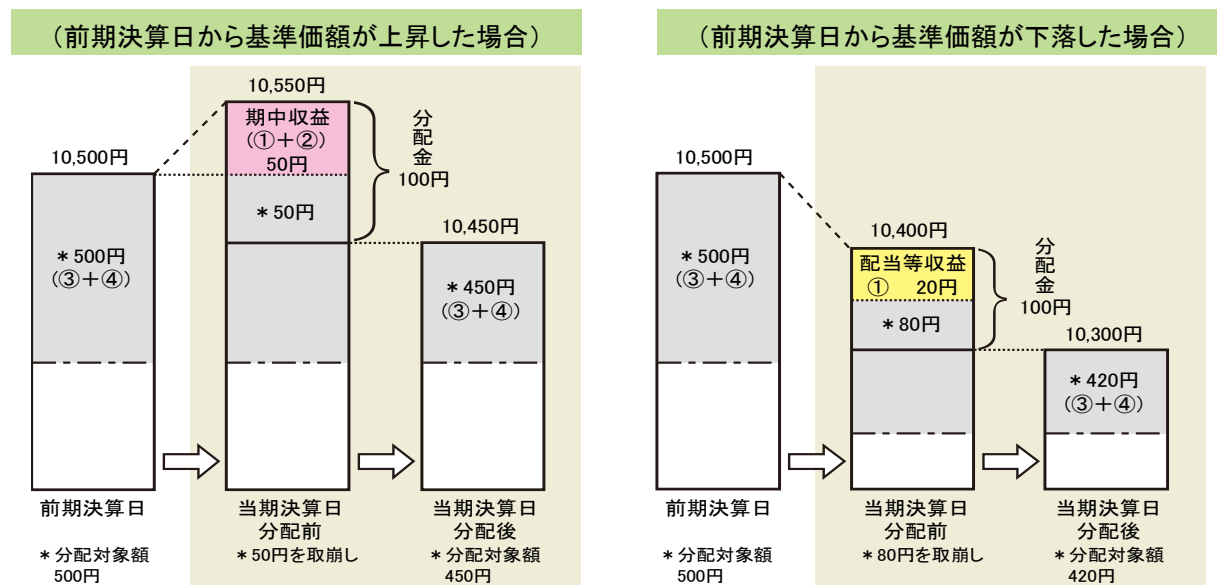 （前期決算日から基準価額が上昇した場合）
10,550円
期中収益
（①＋②）
50円
＊50円
分配金
100円
10,500円
＊500円
（③＋④）
10,450円
＊450円
（③＋④）
前期決算日
当期決算日
分配前
当期決算日
分配後
＊分配対象額
500円
＊50円を取崩し
＊分配対象額
450円
（前期決算日から基準価額が下落した場合）
10,500円
＊500円
（③＋④）
10,400円
配当等収益
① 20円
＊80円
分配金
100円
10,300円
＊420円
（③＋④）
前期決算日
当期決算日
分配前
当期決算日
分配後
＊分配対象額
500円
＊80円を取崩し
＊分配対象額
420円